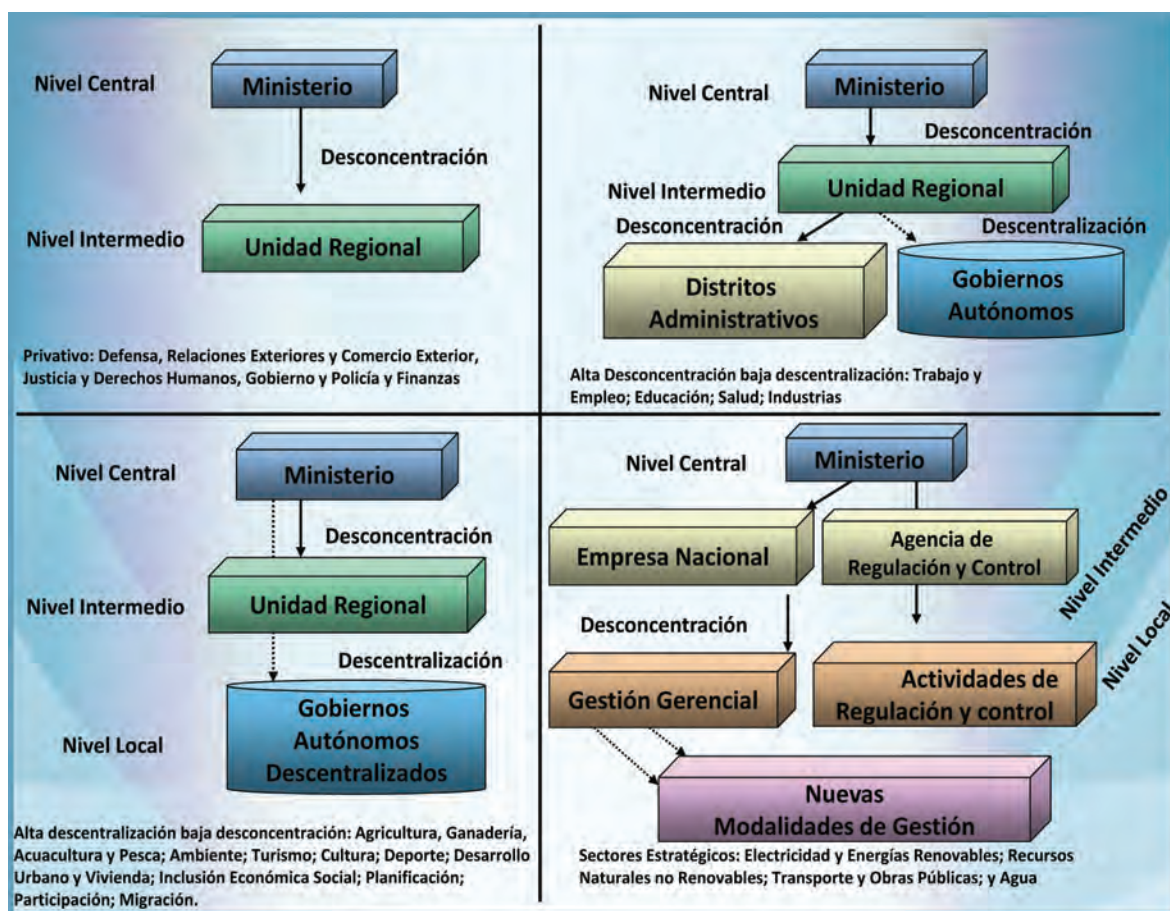 Nivel Central
Ministerio
Desconcentración
Nivel Intermedio
Unidad Regional
Privativo: Defensa, Relaciones Exteriores y Comercio Exterior,
Justicia y Derechos Humanos, Gobierno y Policía y Finanzas
Nivel Central
Ministerio
Desconcentración
Nivel Intermedio
Unidad Regional
Desconcentración
Descentralización
Distritos
Administrativos
Gobiernos
Autónomos
Alta Desconcentración baja descentralización: Trabajo y
Empleo; Educación; Salud; Industrias
Nivel Central
Ministerio
Desconcentración
Nivel Intermedio
Unidad Regional
Descentralización
Nivel Local
Gobiernos
Autónomos
Descentralizados
Alta descentralización baja desconcentración: Agricultura, Ganadería,
Acuacultura y Pesca; Ambiente; Turismo; Cultura; Deporte; Desarrollo
Urbano y Vivienda; Inclusión Económica Social; Planificación;
Participación; Migración.
Nivel Central
Ministerio
Empresa Nacional
Agencia de
Regulación y Control
Nivel Intermedio
Desconcentración
Gestión Gerencial
Actividades de
Regulación y control
Nivel Local
Nuevas
Modalidades de Gestión
Sectores Estratégicos: Electricidad y Energías Renovables; Recursos
Naturales no Renovables; Transporte y Obras Públicas; y Agua